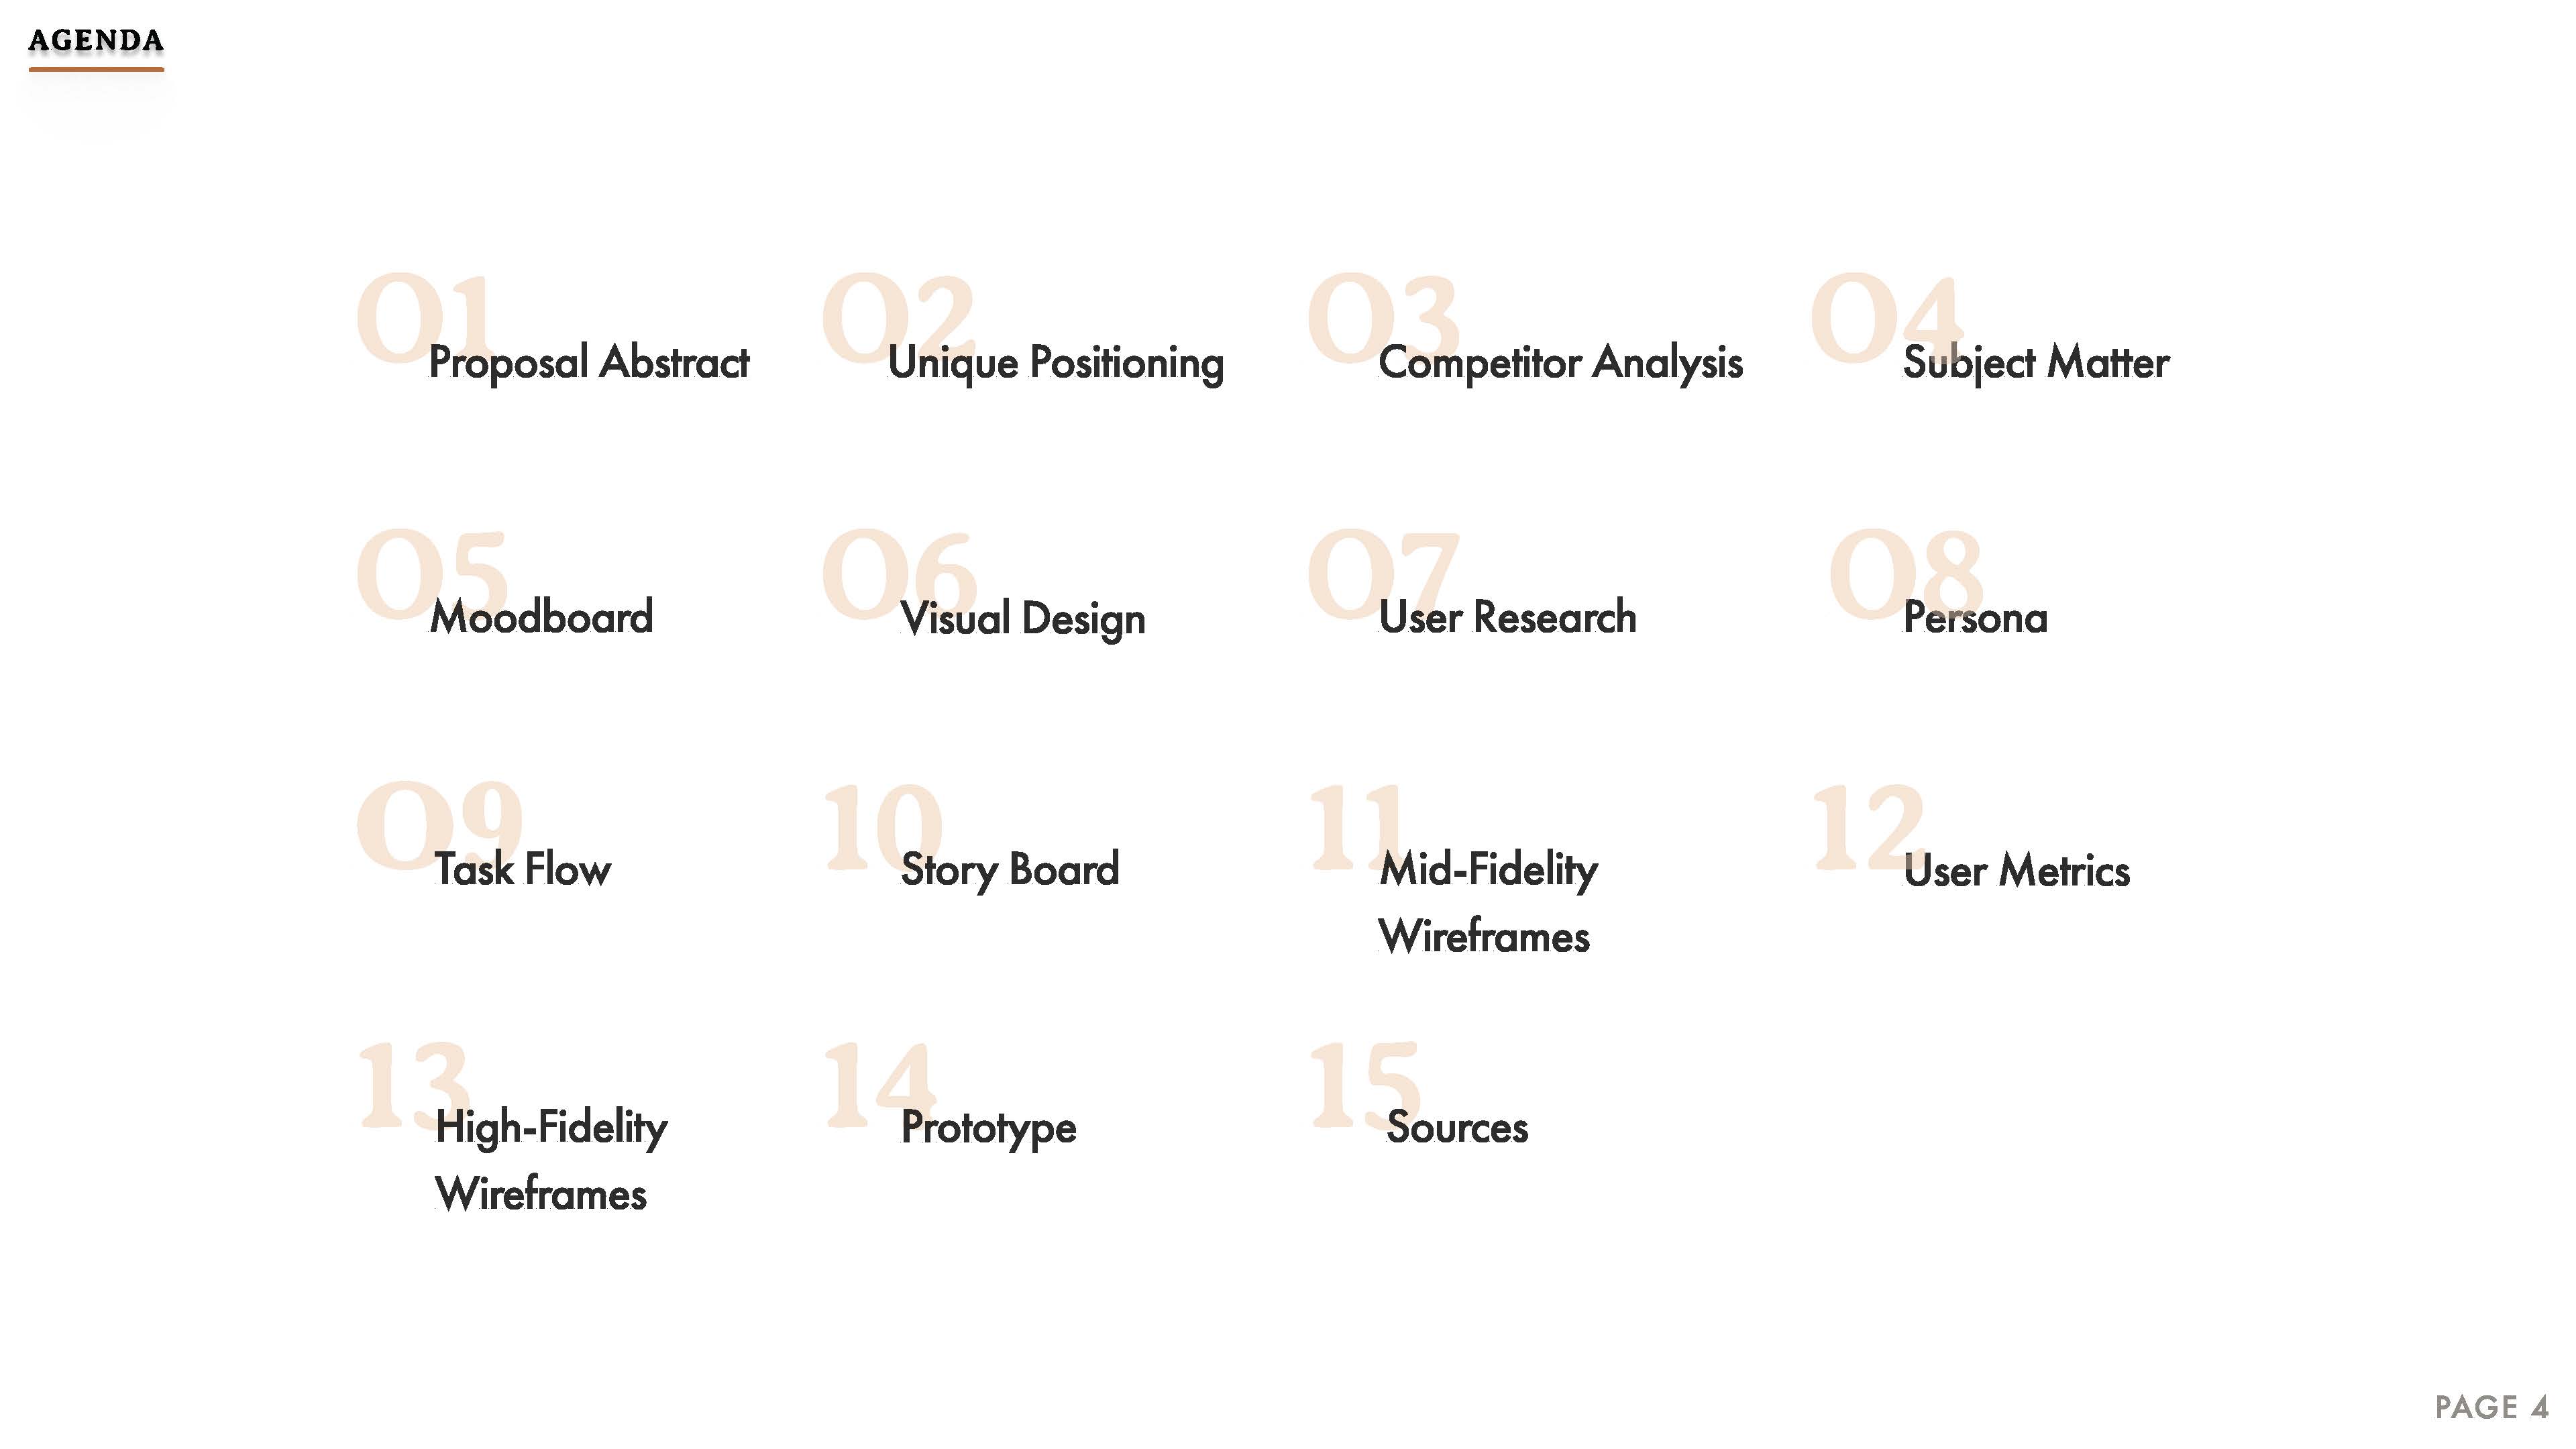 AGENDA
01
Proposal Abstract
02
Unique Positioning
03
Competitor Analysis
04
Subject Matter
05
Moodboard
06
Visual Design
07
User Research
08
Persona
09
Task Flow
10
Story Board
11
Mid-Fidelity
Wireframes
12
User Metrics
13
High-Fidelity
Wireframes
14
Prototype
15
Sources
PAGE 4